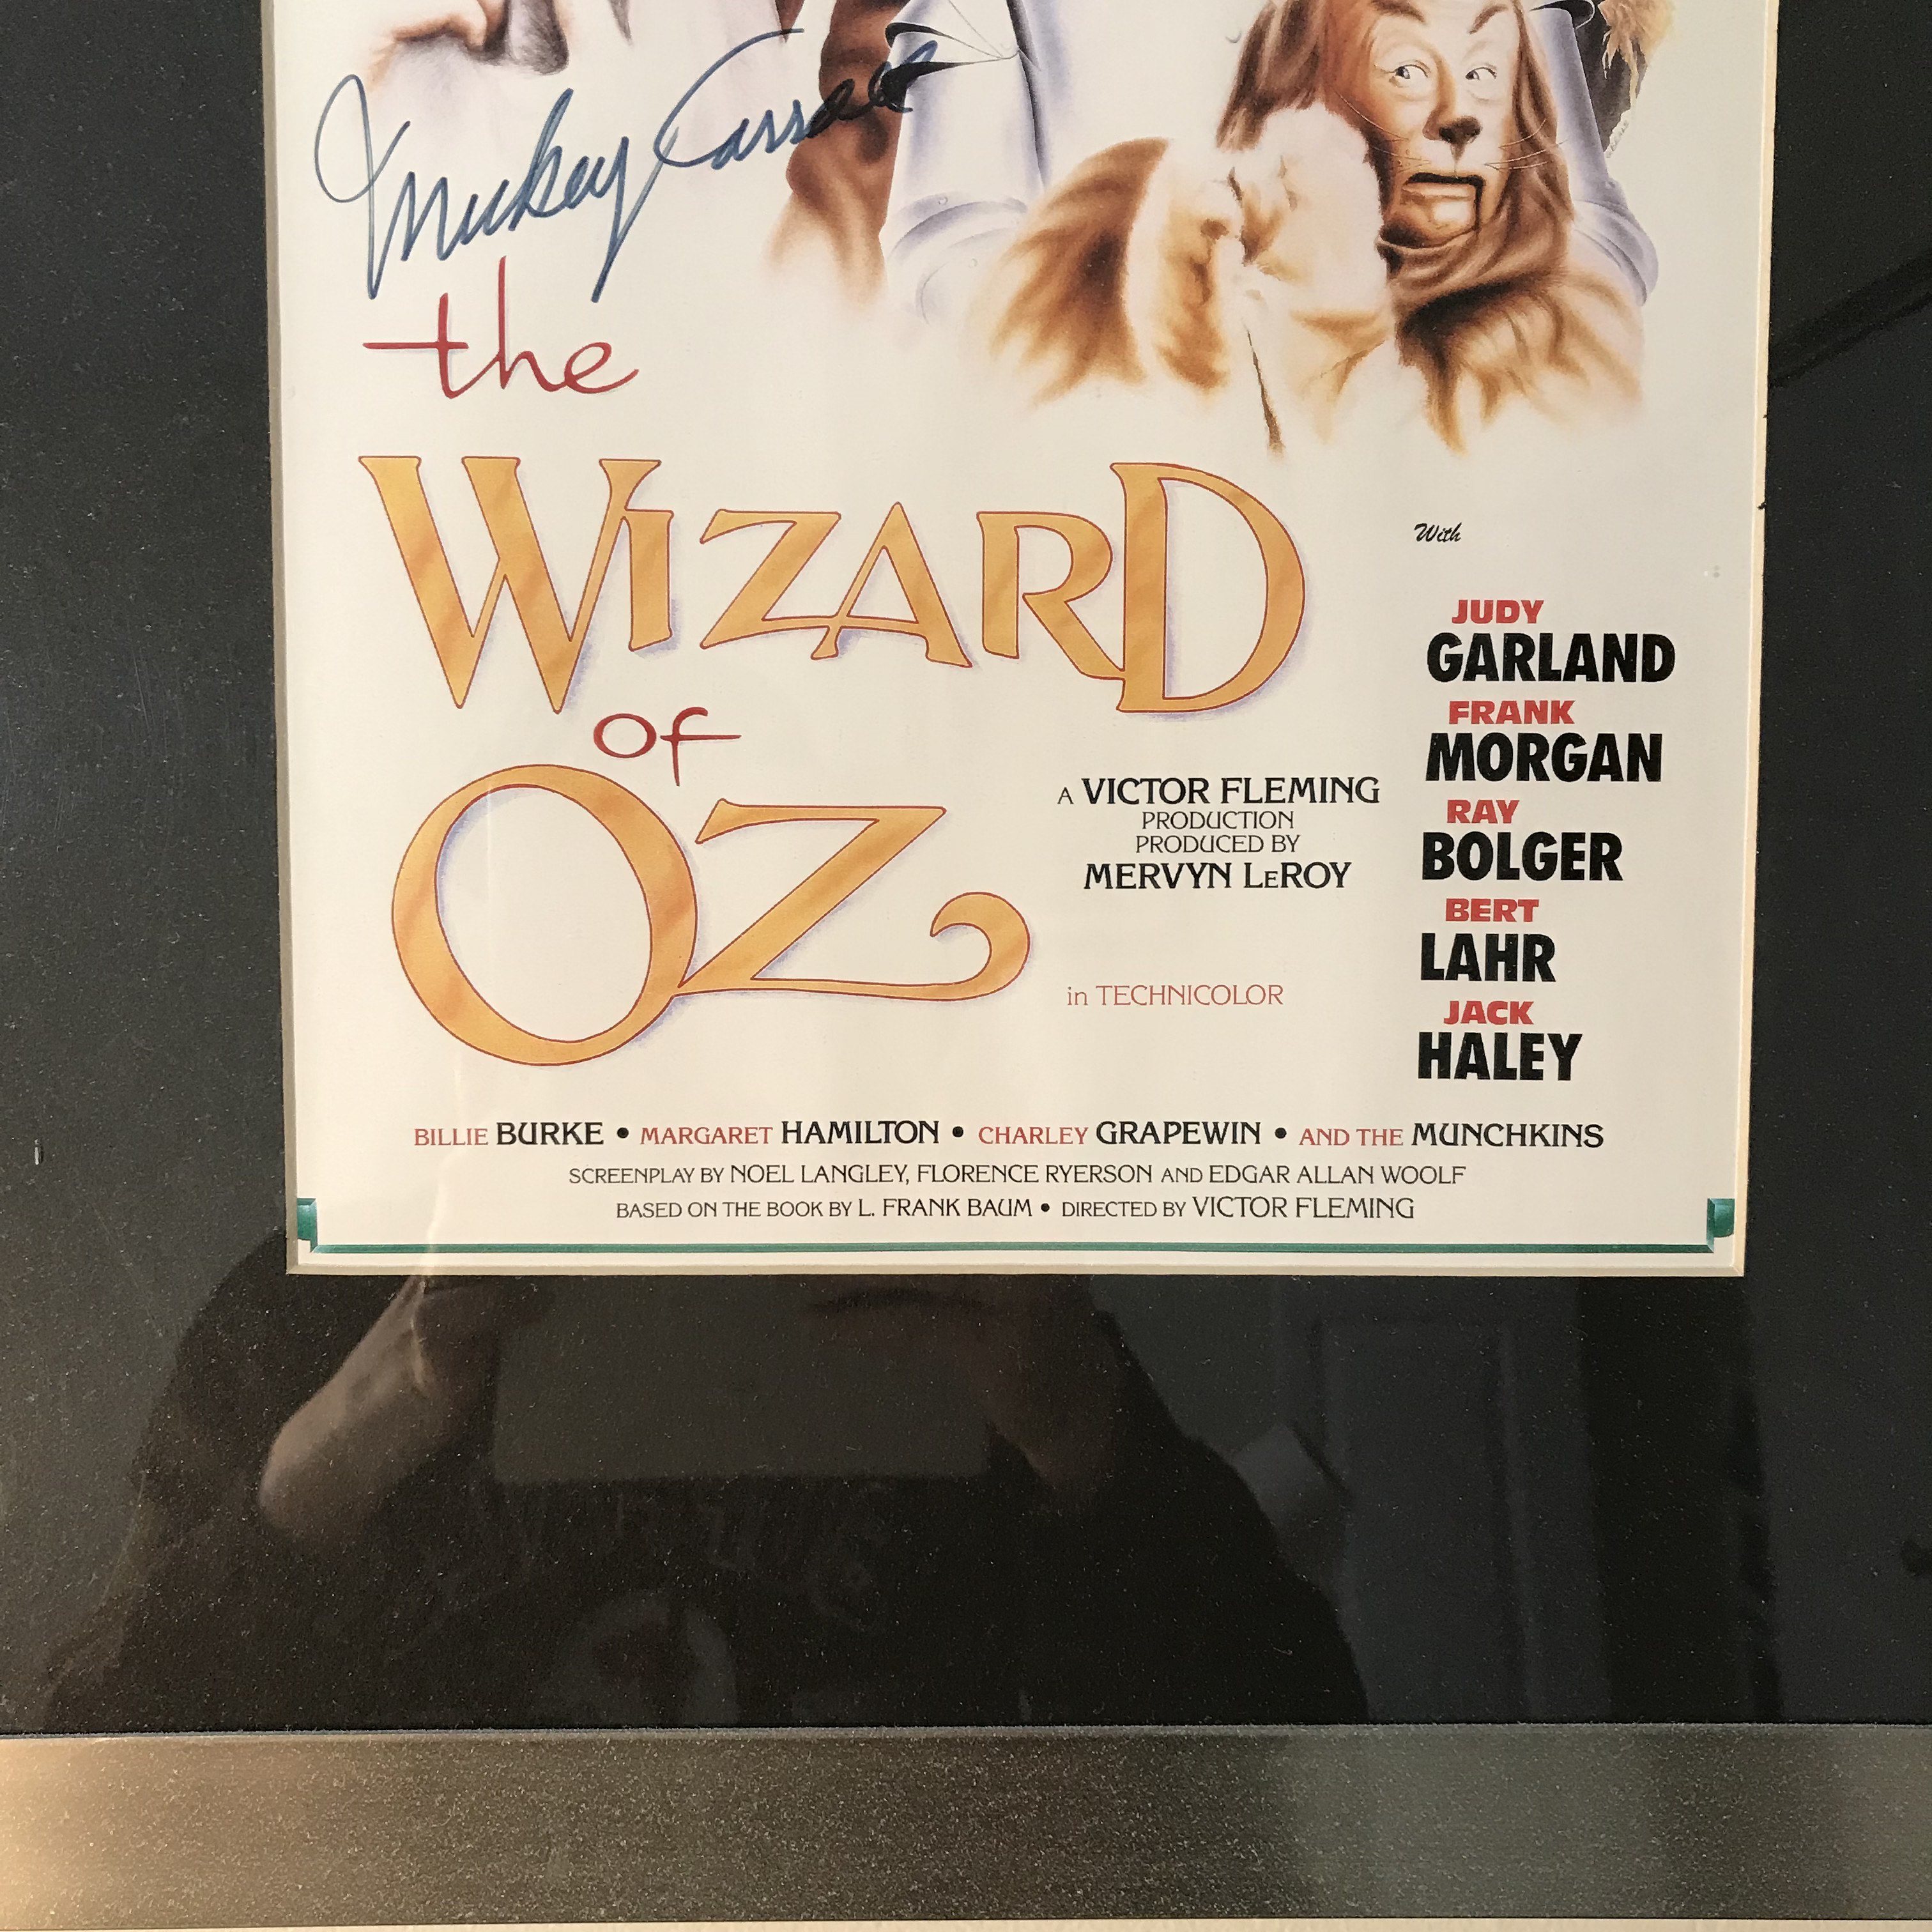 Mickey Carroll
the
WIZARD
of
OZ
A VICTOR FLEMING
PRODUCTION
PRODUCED BY
MERVYN LEROY
in TECHNICOLOR
With
JUDY
GARLAND
FRANK
MORGAN
RAY
BOLGER
BERT
LAHR
JACK
HALEY
BILLIE BURKE • MARGARET HAMILTON • CHARLEY GRAPEWIN • AND THE MUNCHKINS
SCREENPLAY BY NOEL LANGLEY, FLORENCE RYERSON AND EDGAR ALLAN WOOLF
BASED ON THE BOOK BY L. FRANK BAUM • DIRECTED BY VICTOR FLEMING